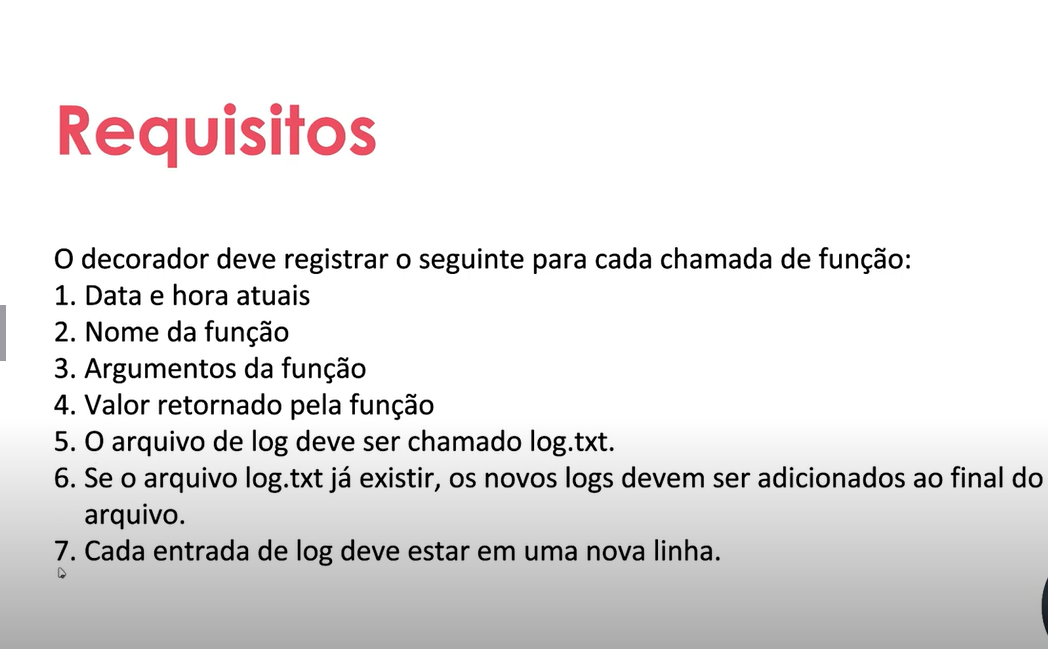 Requisitos
O decorador deve registrar o seguinte para cada chamada de função:
1. Data e hora atuais
2. Nome da função
3. Argumentos da função
4. Valor retornado pela função
5. O arquivo de log deve ser chamado log.txt.
6. Se o arquivo log.txt já existir, os novos logs devem ser adicionados ao final do
arquivo.
7. Cada entrada de log deve estar em uma nova linha.